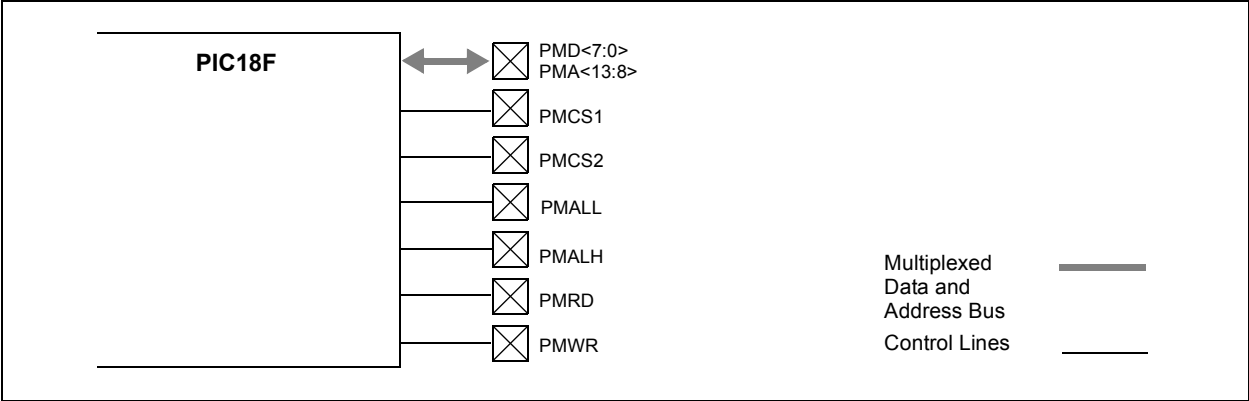 PIC18F
PMD<7:0>
PMA<13:8>
PMCS1
PMCS2
PMALL
PMALH
PMRD
PMWR
Multiplexed
Data and
Address Bus
Control Lines